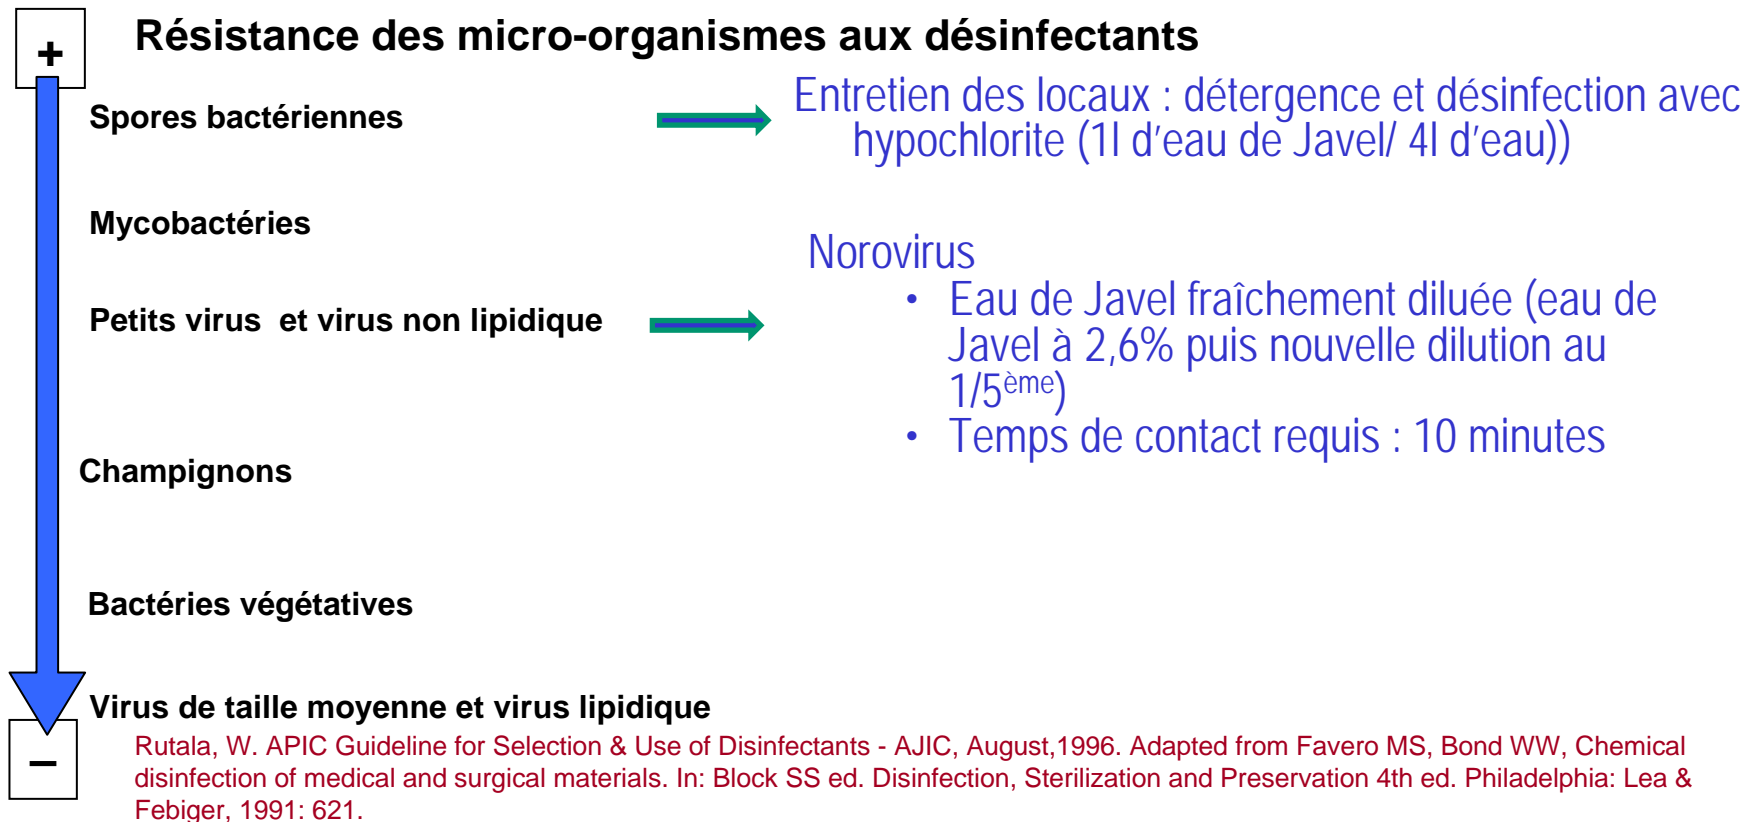 +
Résistance des micro-organismes aux désinfectants
Spores bactériennes
Entretien des locaux : détergence et désinfection avec
hypochlorite (1l d'eau de Javel/ 4l d'eau))
Mycobactéries
Norovirus
Petits virus  et virus non lipidique
• Eau de Javel fraîchement diluée (eau de
Javel à 2,6% puis nouvelle dilution au
1/5ème)
• Temps de contact requis : 10 minutes
Champignons
Bactéries végétatives
Virus de taille moyenne et virus lipidique
–
Rutala, W. APIC Guideline for Selection & Use of Disinfectants - AJIC, August,1996. Adapted from Favero MS, Bond WW, Chemical
disinfection of medical and surgical materials. In: Block SS ed. Disinfection, Sterilization and Preservation 4th ed. Philadelphia: Lea &
Febiger, 1991: 621.